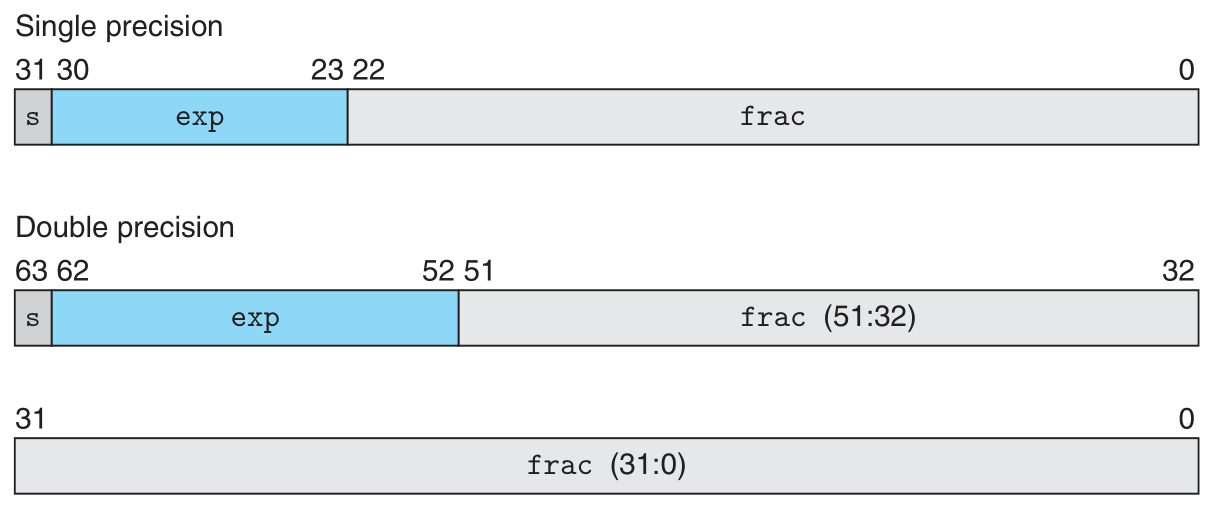 Single precision
31 30 23 22 0
s exp frac
Double precision
63 62 52 51 32
s exp frac (51:32)
31 0
frac (31:0)